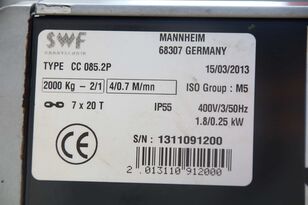 SWF
KRANTECHNIK
MANNHEIM
68307 GERMANY
TYPE CC 085.2P
15/03/2013
2000 Kg - 2/1
4/0.7 M/mn
ISO Group : M5
7 x 20 T
IP55
400V/3/50Hz
1.8/0.25 kW
S/N : 1311091200
CE
2 013110 912000